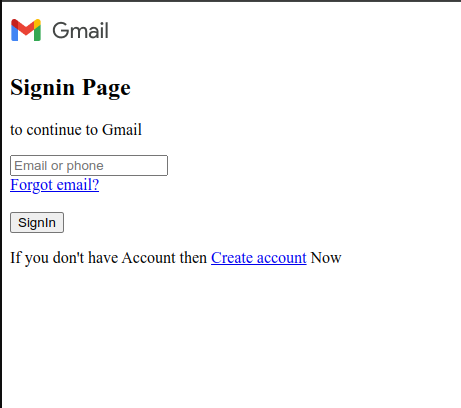 Gmail
Signin Page
to continue to Gmail
Email or phone
Forgot email?
SignIn
If you don't have Account then Create account Now